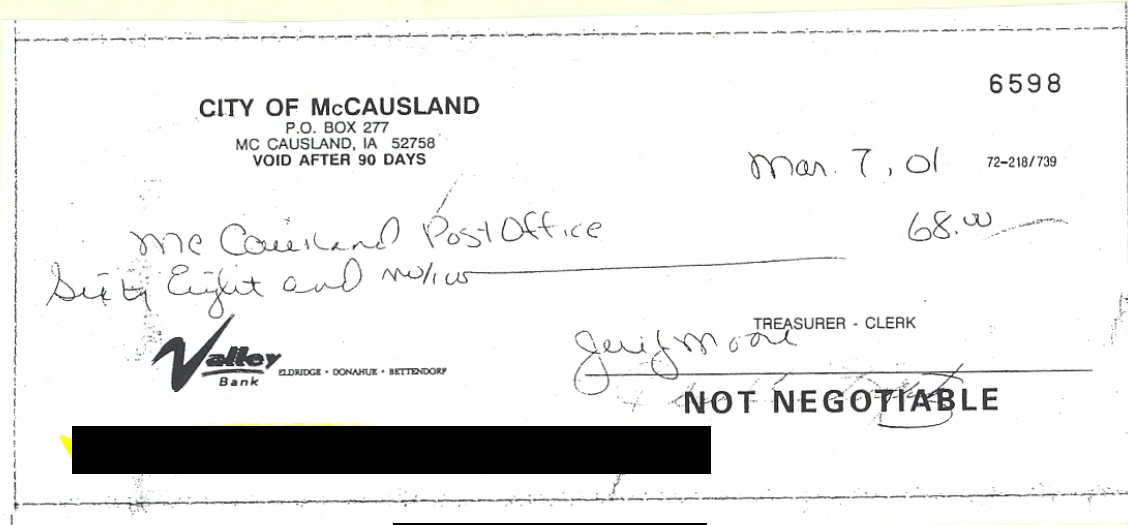 6598
CITY OF McCAUSLAND
P.O. BOX 277
MC CAUSLAND, IA 52758
VOID AFTER 90 DAYS
Mar. 7, 01 72-218/739
Mc Causland Post Office 68.00
Sixty Eight and no/100
TREASURER - CLERK
Valley
Bank
ELDRIDGE · DONAHUE · BETTENDORF
Moore
NOT NEGOTIABLE